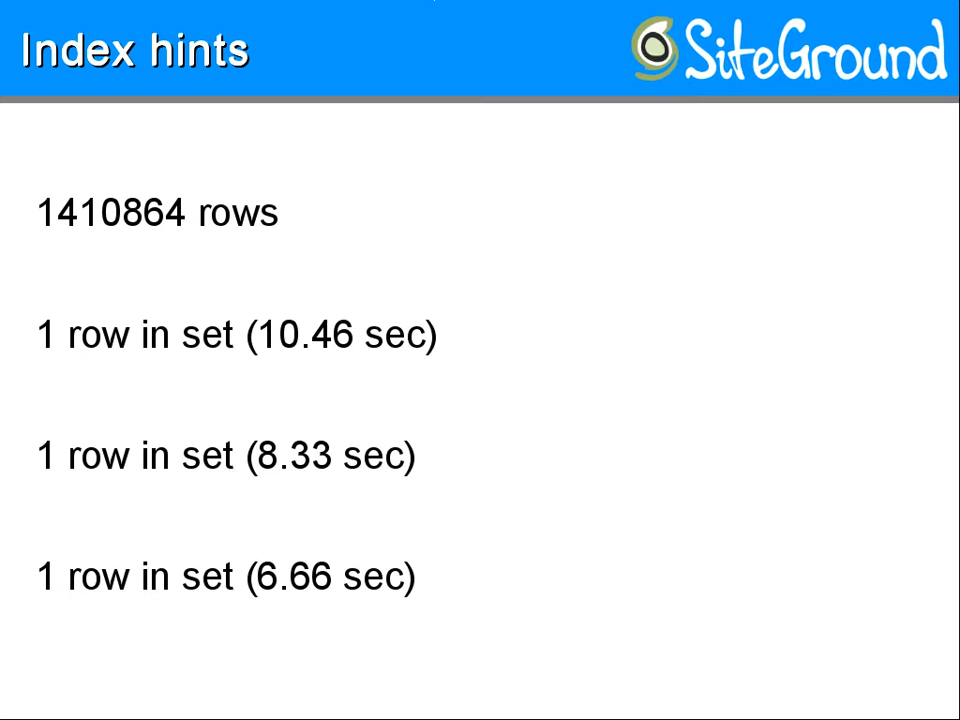 Index hints
SiteGround
1410864 rows
1 row in set (10.46 sec)
1 row in set (8.33 sec)
1 row in set (6.66 sec)